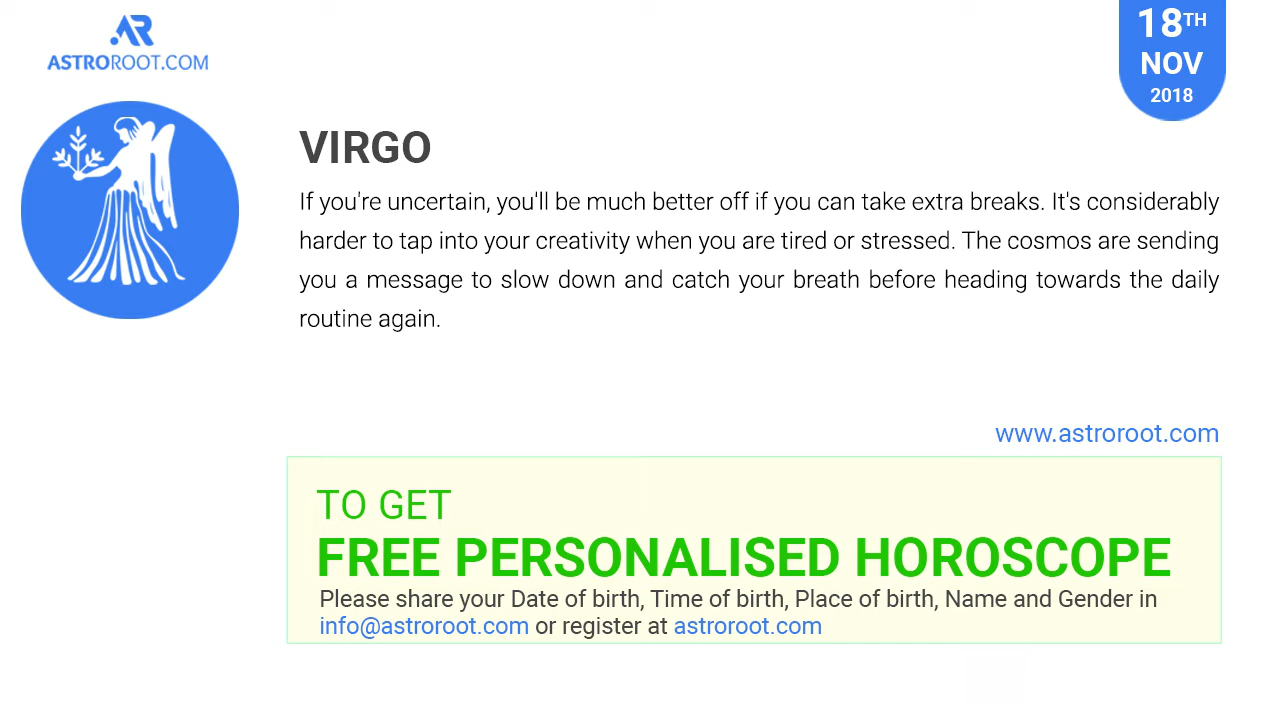 AR
ASTROROOT.COM
18TH
NOV
2018
VIRGO
If you're uncertain, you'll be much better off if you can take extra breaks. It's considerably
harder to tap into your creativity when you are tired or stressed. The cosmos are sending
you a message to slow down and catch your breath before heading towards the daily
routine again.
www.astroroot.com
TO GET
FREE PERSONALISED HOROSCOPE
Please share your Date of birth, Time of birth, Place of birth, Name and Gender in
info@astroroot.com or register at astroroot.com